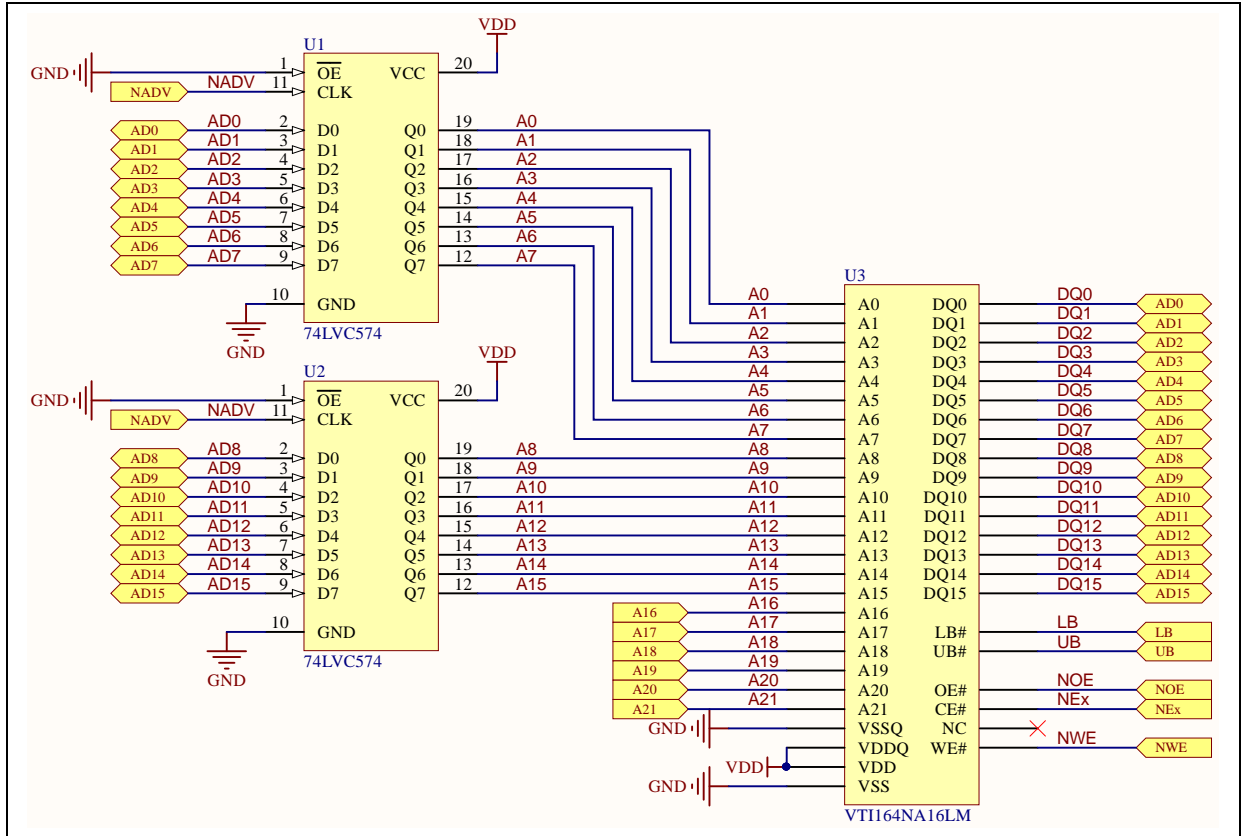 VDD
U1
GND 1 OE VCC 20
NADV NADV 11 CLK
AD0 AD0 2 D0 Q0 19 A0
AD1 AD1 3 D1 Q1 18 A1
AD2 AD2 4 D2 Q2 17 A2
AD3 AD3 5 D3 Q3 16 A3
AD4 AD4 6 D4 Q4 15 A4
AD5 AD5 7 D5 Q5 14 A5
AD6 AD6 8 D6 Q6 13 A6
AD7 AD7 9 D7 Q7 12 A7
10 GND
GND
74LVC574
VDD
U2
GND 1 OE VCC 20
NADV NADV 11 CLK
AD8 AD8 2 D0 Q0 19 A8
AD9 AD9 3 D1 Q1 18 A9
AD10 AD10 4 D2 Q2 17 A10
AD11 AD11 5 D3 Q3 16 A11
AD12 AD12 6 D4 Q4 15 A12
AD13 AD13 7 D5 Q5 14 A13
AD14 AD14 8 D6 Q6 13 A14
AD15 AD15 9 D7 Q7 12 A15
10 GND
GND
74LVC574
U3
A0 A0 DQ0 DQ0 AD0
A1 A1 DQ1 DQ1 AD1
A2 A2 DQ2 DQ2 AD2
A3 A3 DQ3 DQ3 AD3
A4 A4 DQ4 DQ4 AD4
A5 A5 DQ5 DQ5 AD5
A6 A6 DQ6 DQ6 AD6
A7 A7 DQ7 DQ7 AD7
A8 A8 DQ8 DQ8 AD8
A9 A9 DQ9 DQ9 AD9
A10 A10 DQ10 DQ10 AD10
A11 A11 DQ11 DQ11 AD11
A12 A12 DQ12 DQ12 AD12
A13 A13 DQ13 DQ13 AD13
A14 A14 DQ14 DQ14 AD14
A15 A15 DQ15 DQ15 AD15
A16 A16 A16
A17 A17 A17 LB# LB LB
A18 A18 A18 UB# UB UB
A19 A19 A19
A20 A20 A20 OE# NOE NOE
A21 A21 A21 CE# NEx NEx
GND VSSQ NC
VDDQ WE# NWE NWE
VDD VDD
GND VSS
VTI164NA16LM